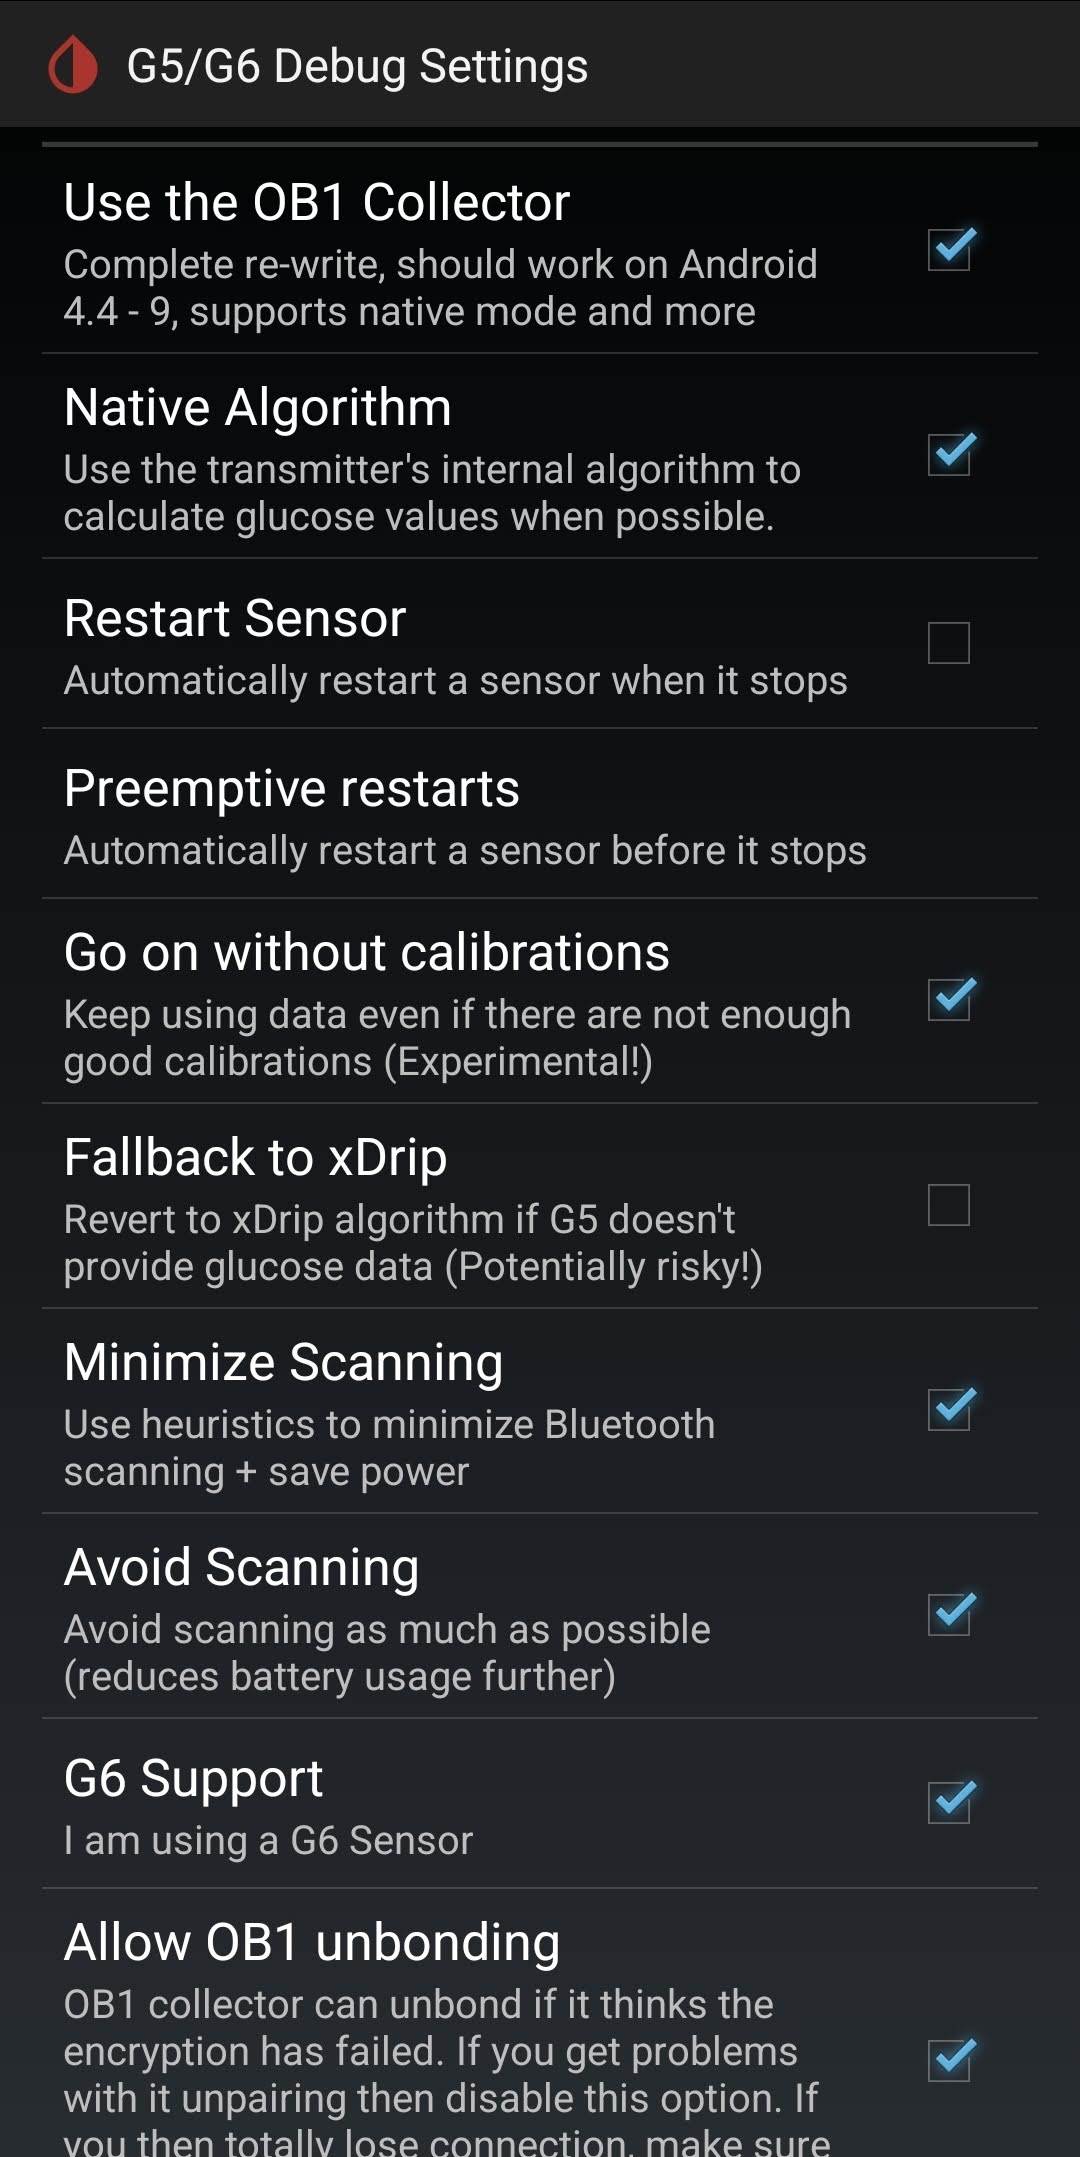 G5/G6 Debug Settings
Use the OB1 Collector
Complete re-write, should work on Android
4.4 - 9, supports native mode and more
Native Algorithm
Use the transmitter's internal algorithm to
calculate glucose values when possible.
Restart Sensor
Automatically restart a sensor when it stops
Preemptive restarts
Automatically restart a sensor before it stops
Go on without calibrations
Keep using data even if there are not enough
good calibrations (Experimental!)
Fallback to xDrip
Revert to xDrip algorithm if G5 doesn't
provide glucose data (Potentially risky!)
Minimize Scanning
Use heuristics to minimize Bluetooth
scanning + save power
Avoid Scanning
Avoid scanning as much as possible
(reduces battery usage further)
G6 Support
I am using a G6 Sensor
Allow OB1 unbonding
OB1 collector can unbond if it thinks the
encryption has failed. If you get problems
with it unpairing then disable this option. If
you then totally lose connection, make sure